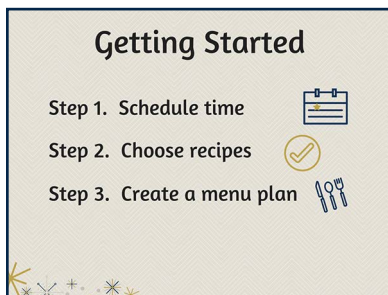 Getting Started
Step 1. Schedule time
Step 2. Choose recipes
Step 3. Create a menu plan